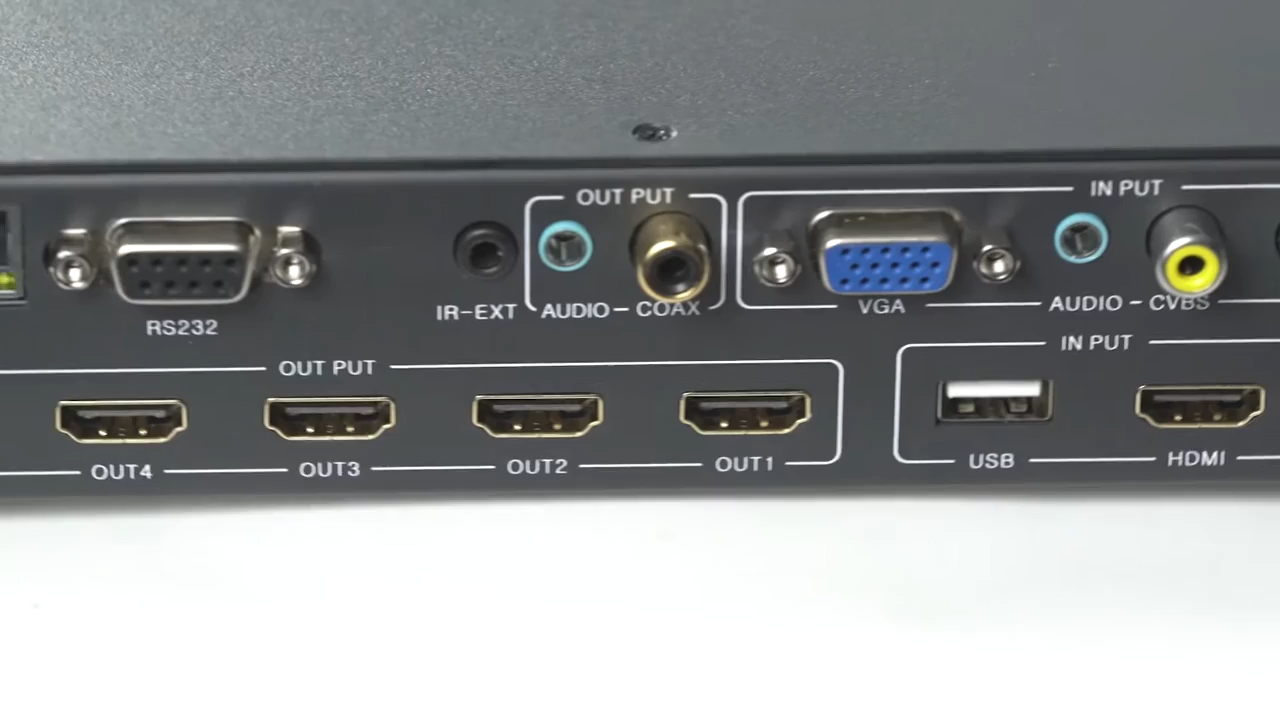 OUT PUT
IN PUT
RS232
IR-EXT
AUDIO
COAX
VGA
AUDIO
CVBS
OUT PUT
IN PUT
OUT4
OUT3
OUT2
OUT1
USB
HDMI